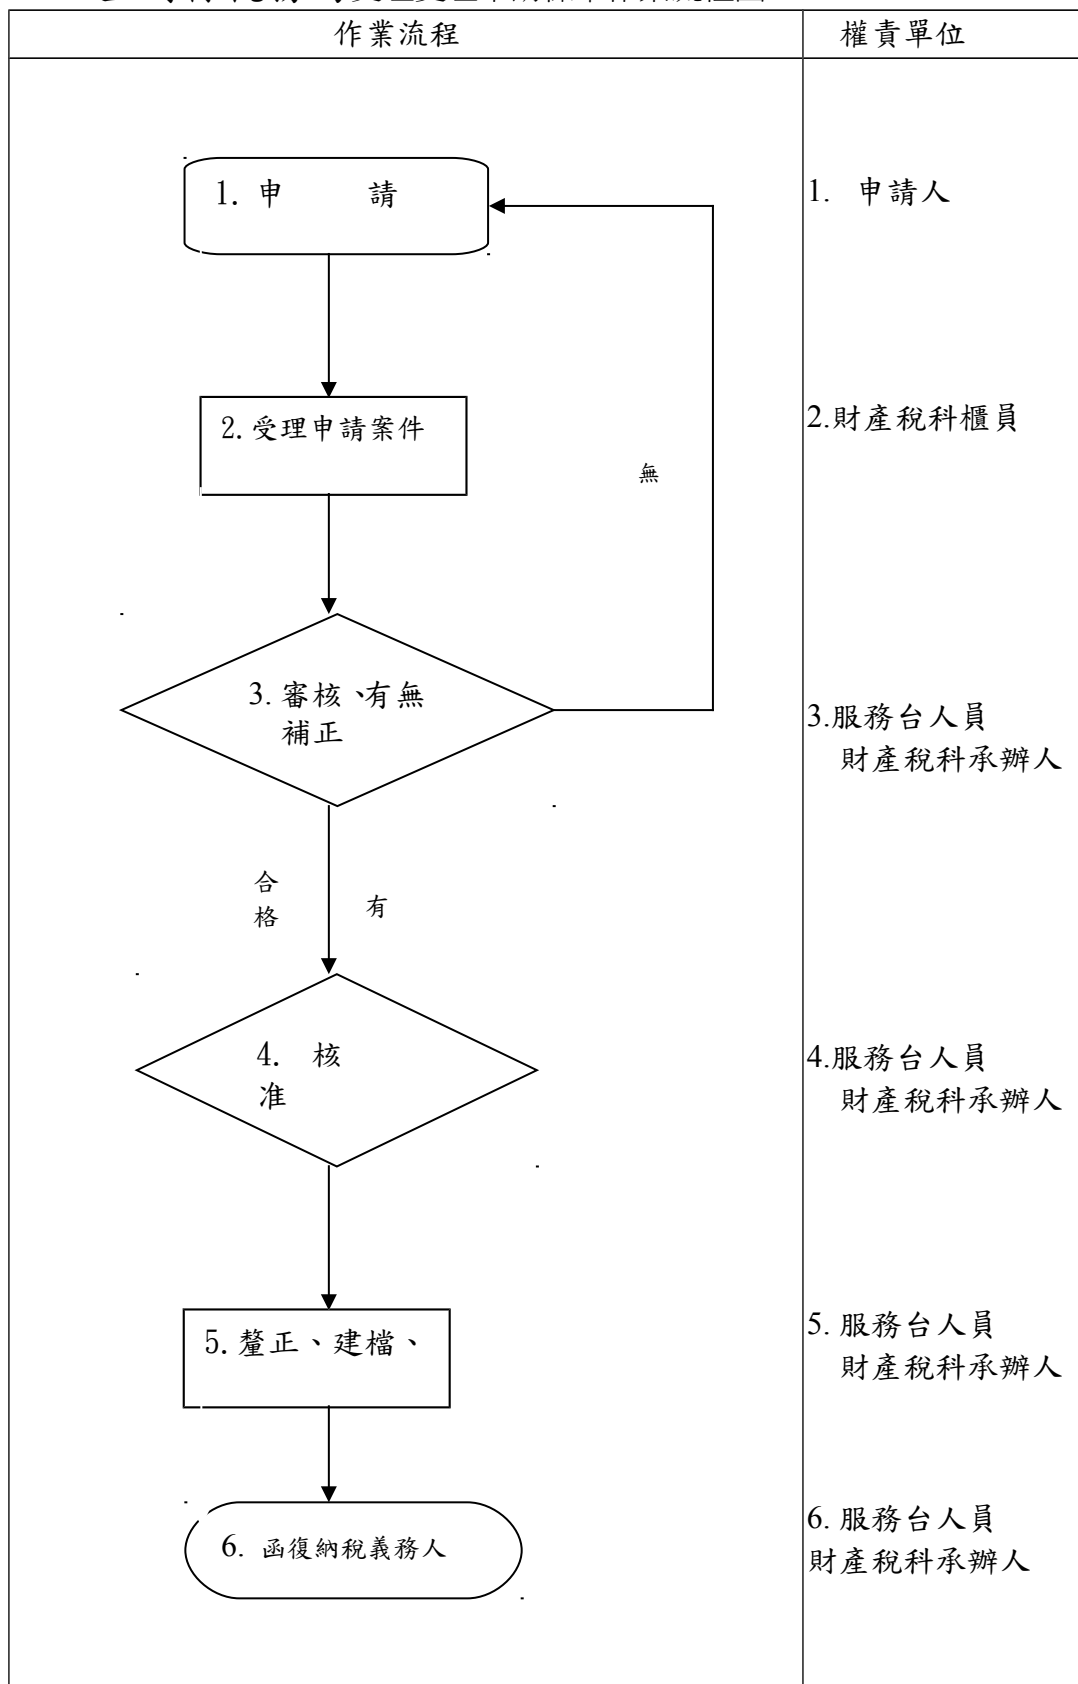 作業流程
權責單位
1. 申 請
1. 申請人
2. 受理申請案件
2.財產稅科櫃員
無
3. 審核、有無
補正
3.服務台人員
財產稅科承辦人
合
格
有
4. 核
准
4.服務台人員
財產稅科承辦人
5. 釐正、建檔、
5. 服務台人員
財產稅科承辦人
6. 函復納稅義務人
6. 服務台人員
財產稅科承辦人